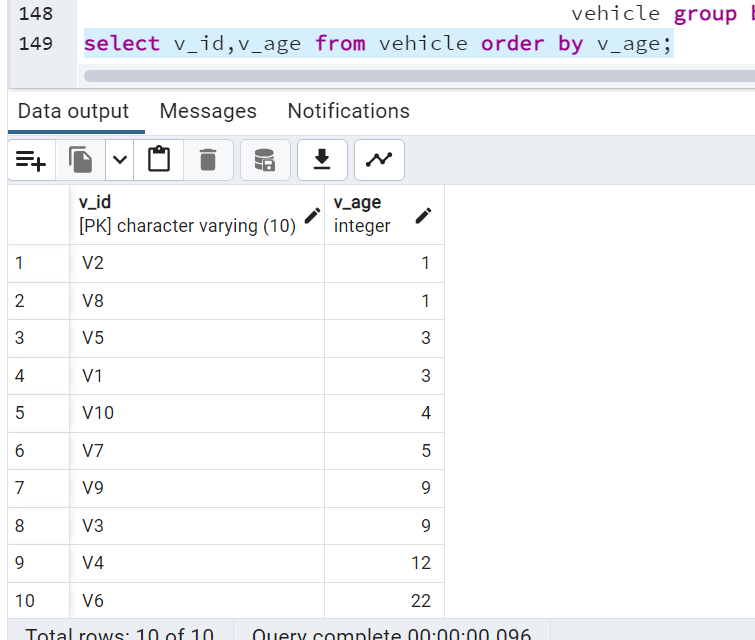 148 vehicle group
149 select v_id,v_age from vehicle order by v_age;
Data output Messages Notifications
v_id v_age
[PK] character varying (10) integer
1 V2 1
2 V8 1
3 V5 3
4 V1 3
5 V10 4
6 V7 5
7 V9 9
8 V3 9
9 V4 12
10 V6 22
Total rows: 10 of 10 Query complete 00:00:00.096